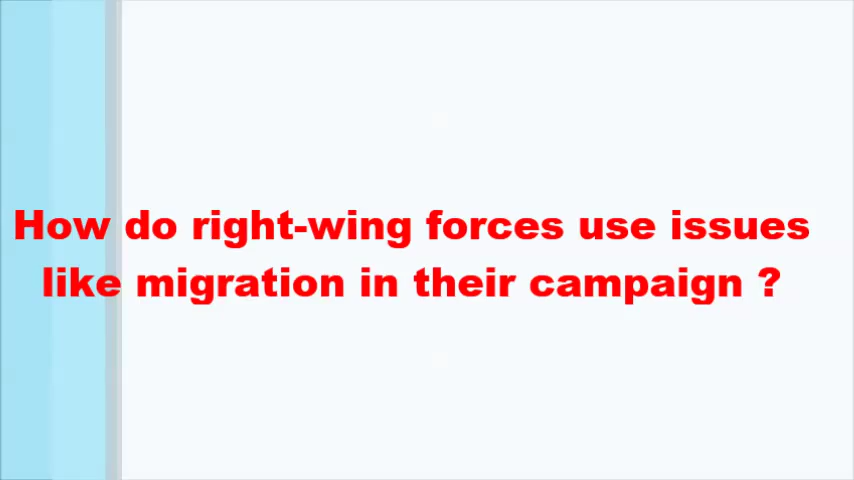 How do right-wing forces use issues
like migration in their campaign ?